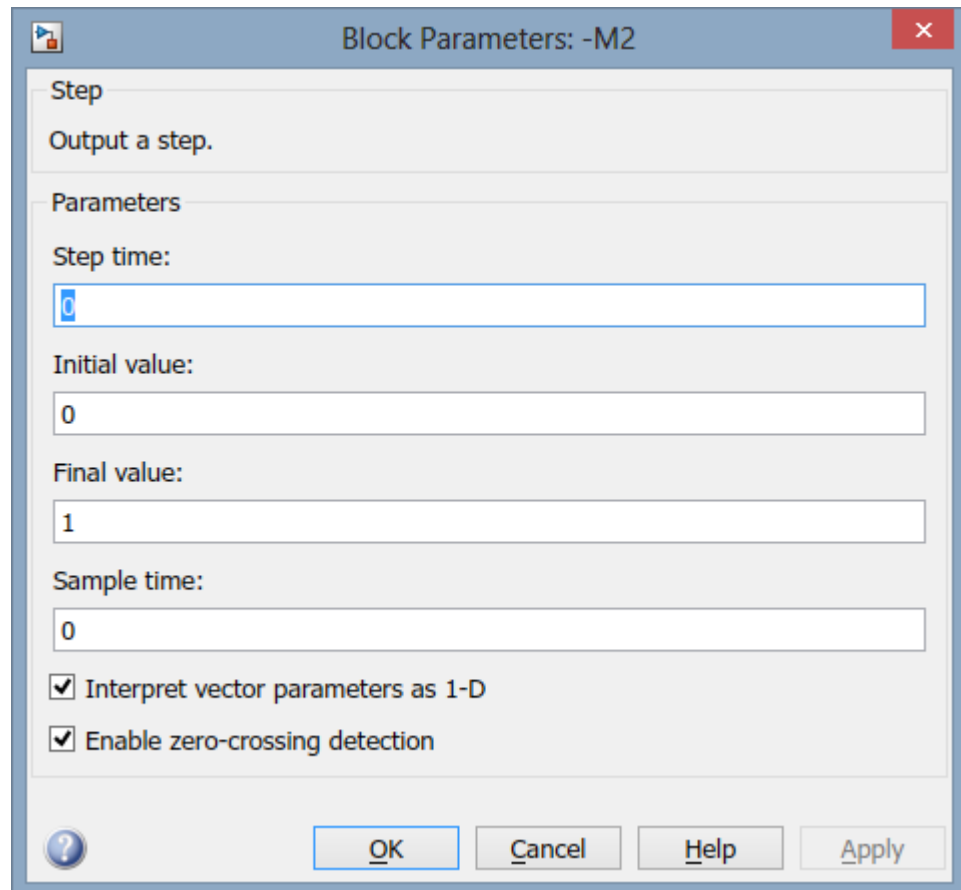 Block Parameters: -M2
Step
Output a step.
Parameters
Step time:
0
Initial value:
0
Final value:
1
Sample time:
0
Interpret vector parameters as 1-D
Enable zero-crossing detection
? OK Cancel Help Apply